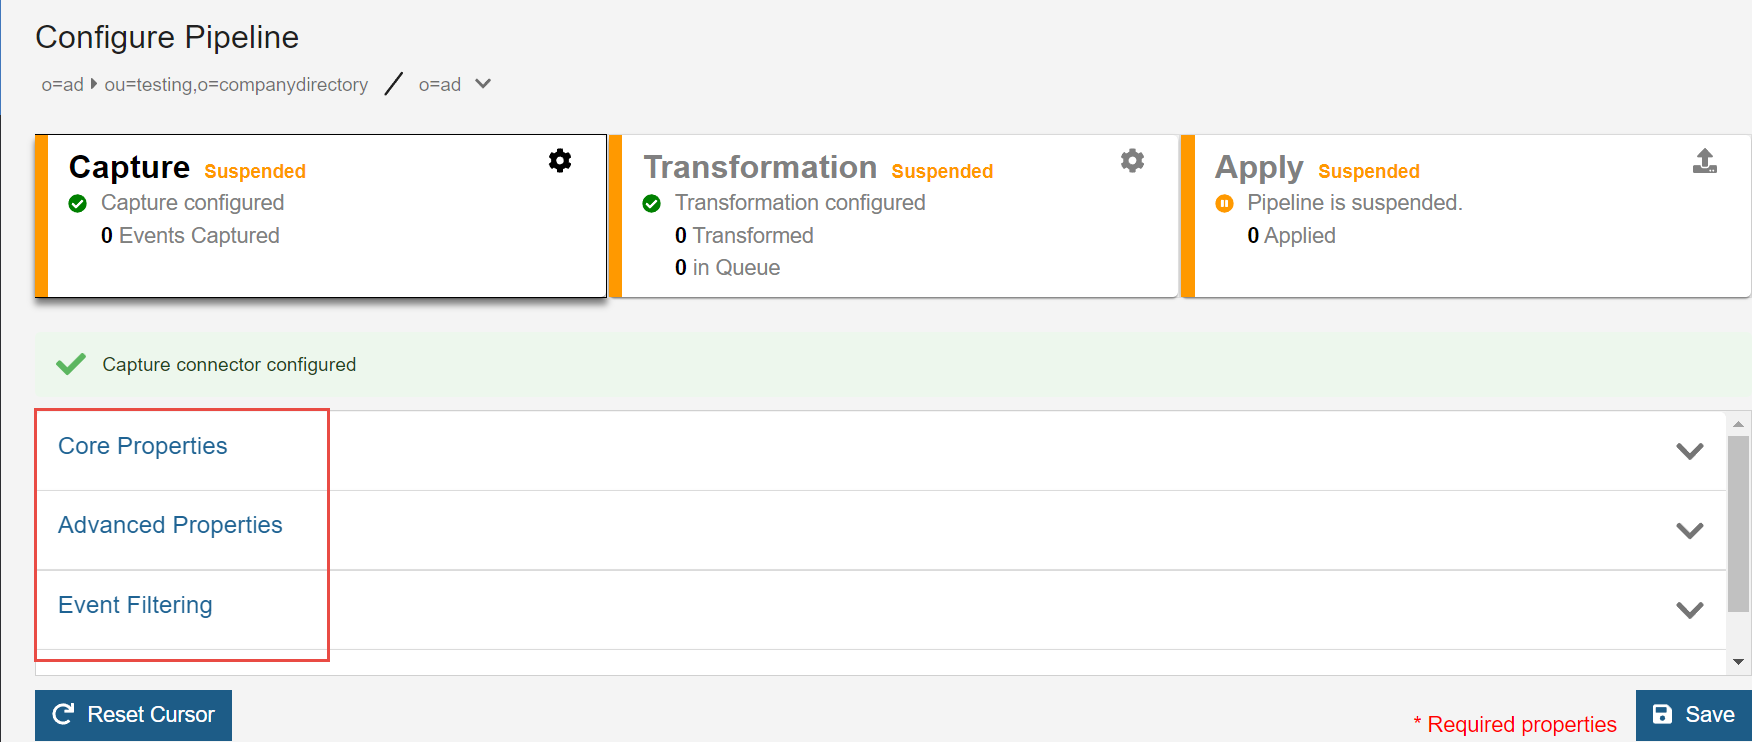 Configure Pipeline
o=ad ou=testing,o=companydirectory / o=ad
Capture Suspended
Capture configured
0 Events Captured
Transformation Suspended
Transformation configured
0 Transformed
0 in Queue
Apply Suspended
Pipeline is suspended.
0 Applied
Capture connector configured
Core Properties
Advanced Properties
Event Filtering
Reset Cursor
* Required properties
Save